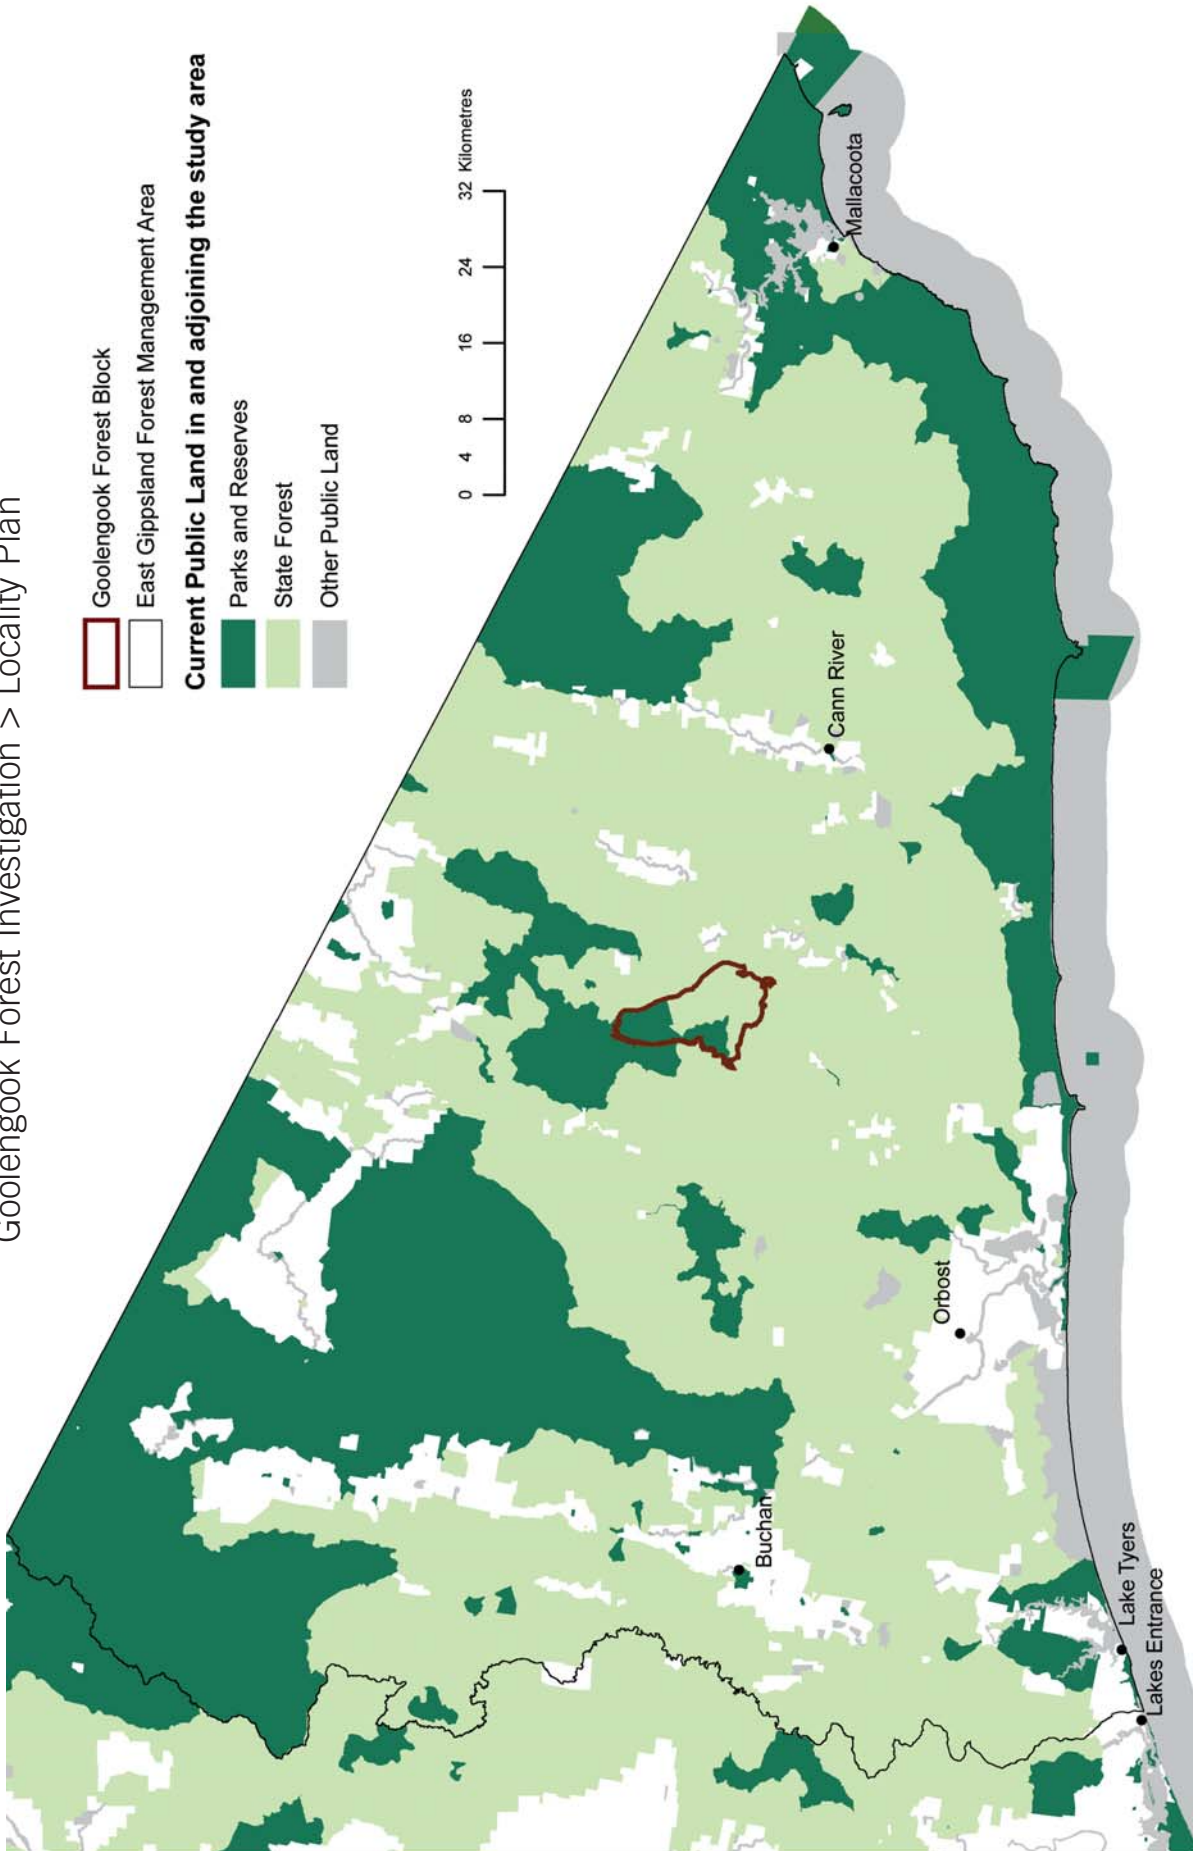 Goolengook Forest Investigation > Locality Plan
Goolengook Forest Block
East Gippsland Forest Management Area
Current Public Land in and adjoining the study area
Parks and Reserves
State Forest
Other Public Land
0 4 8 16 24 32 Kilometres
Mallacoota
Cann River
Orbost
Buchan
Lake Tyers
Lakes Entrance